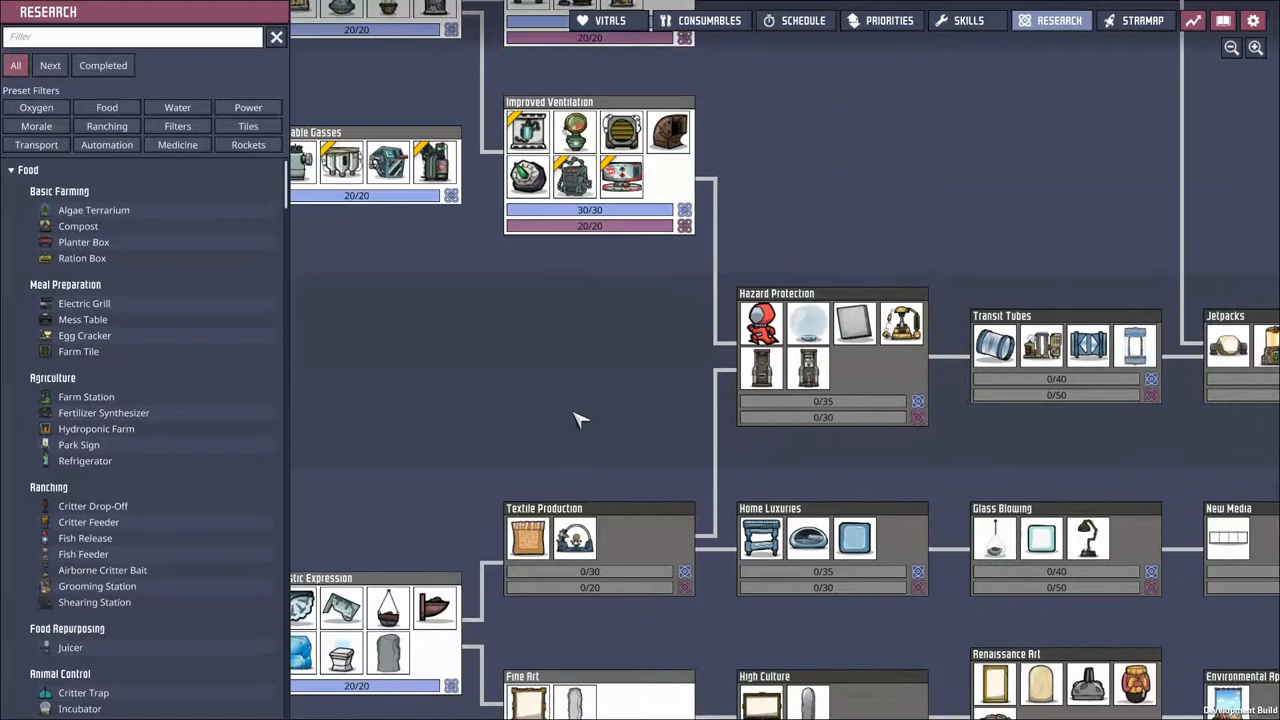 RESEARCH
Filter
All Next Completed
Preset Filters
Oxygen Food Water Power
Morale Ranching Filters Tiles
Transport Automation Medicine Rockets
Food
Basic Farming
Algae Terrarium
Compost
Planter Box
Ration Box
Meal Preparation
Electric Grill
Mess Table
Egg Cracker
Farm Tile
Agriculture
Farm Station
Fertilizer Synthesizer
Hydroponic Farm
Park Sign
Refrigerator
Ranching
Critter Drop-Off
Critter Feeder
Fish Release
Fish Feeder
Airborne Critter Bait
Grooming Station
Shearing Station
Food Repurposing
Juicer
Animal Control
Critter Trap
Incubator
VITALS CONSUMABLES SCHEDULE PRIORITIES SKILLS RESEARCH STARMAP
20/20
20/20
Improved Ventilation
30/30
20/20
able Gasses
20/20
Hazard Protection
0/35
0/30
Transit Tubes
0/40
0/50
Jetpacks
Textile Production
0/30
0/20
Home Luxuries
0/35
0/30
Glass Blowing
0/40
0/50
New Media
stic Expression
20/20
Fine Art
High Culture
Renaissance Art
Environmental Ap
Development Build